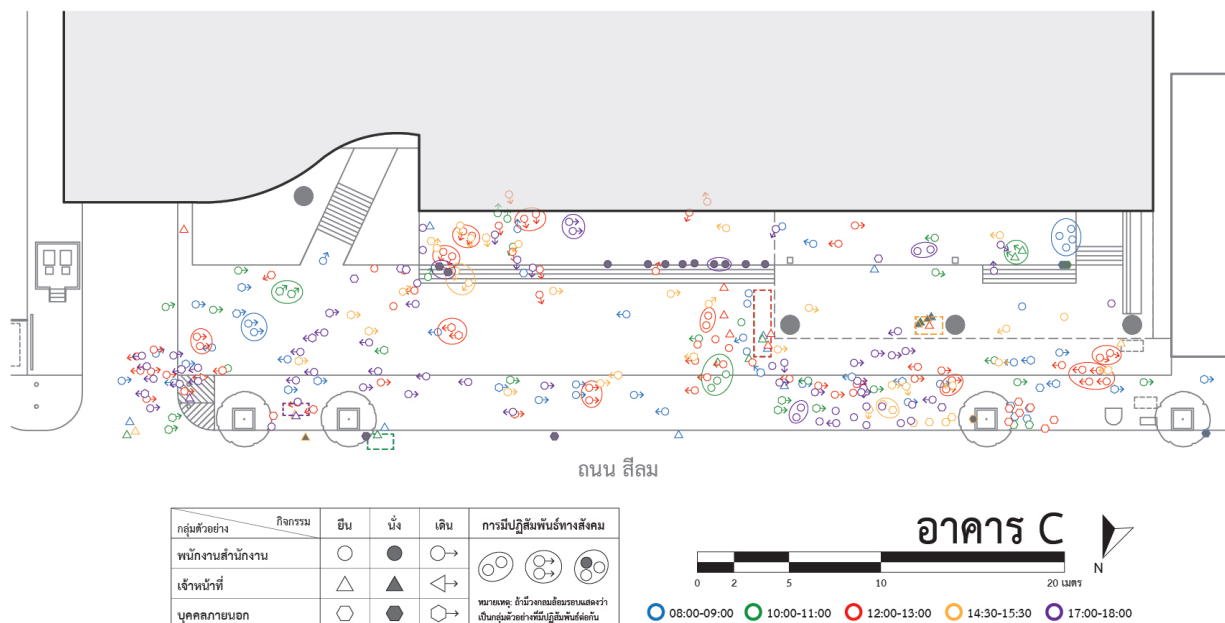 ถนน สีลม
กิจกรรม
กลุ่มตัวอย่าง
ยืน
นั่ง
เดิน
การมีปฏิสัมพันธ์ทางสังคม
พนักงานสำนักงาน
เจ้าหน้าที่
บุคคลภายนอก
หมายเหตุ: ถ้ามีวงกลมล้อมรอบแสดงว่า
เป็นกลุ่มตัวอย่างที่มีปฏิสัมพันธ์ต่อกัน
อาคาร C
N
0 2 5 10 20 เมตร
08:00-09:00 10:00-11:00 12:00-13:00 14:30-15:30 17:00-18:00